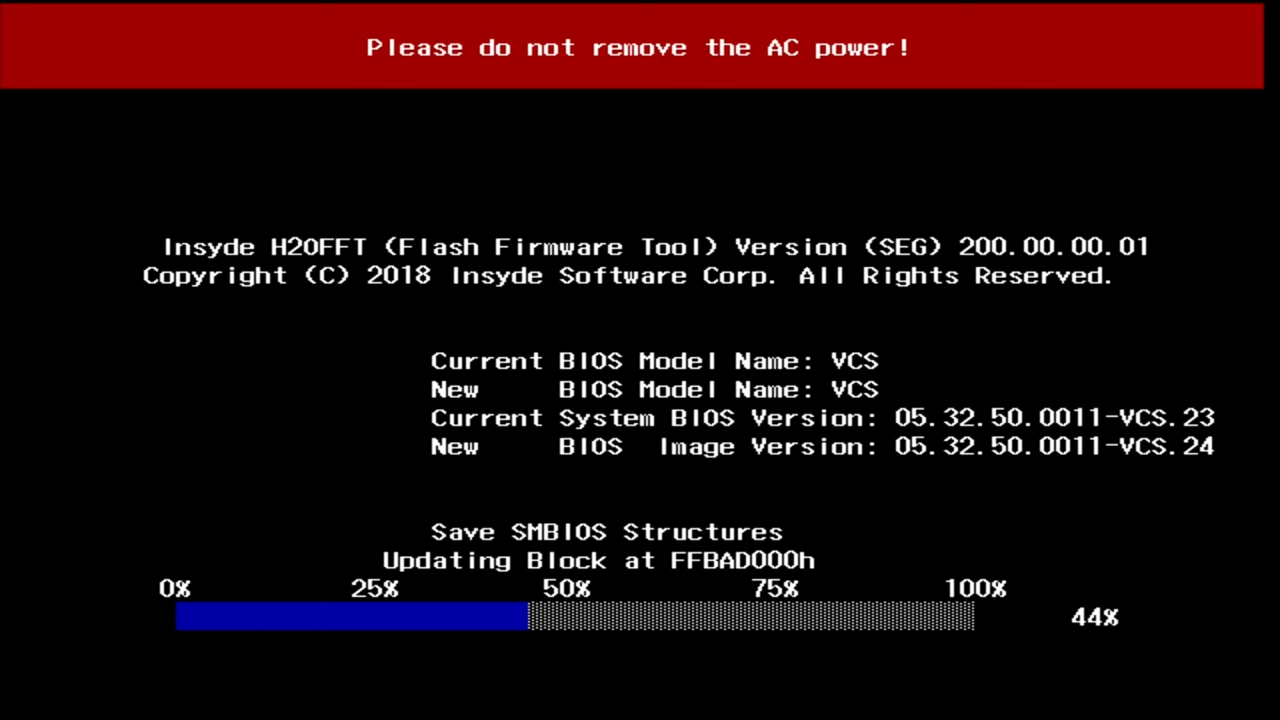 Please do not remove the AC power!
Insyde H2OFFT (Flash Firmware Tool) Version (SEG) 200.00.00.01
Copyright (C) 2018 Insyde Software Corp. All Rights Reserved.
Current BIOS Model Name: VCS
New BIOS Model Name: VCS
Current System BIOS Version: 05.32.50.0011-VCS.23
New BIOS Image Version: 05.32.50.0011-VCS.24
Save SMBIOS Structures
Updating Block at FFBAD000h
0% 25% 50% 75% 100%
44%